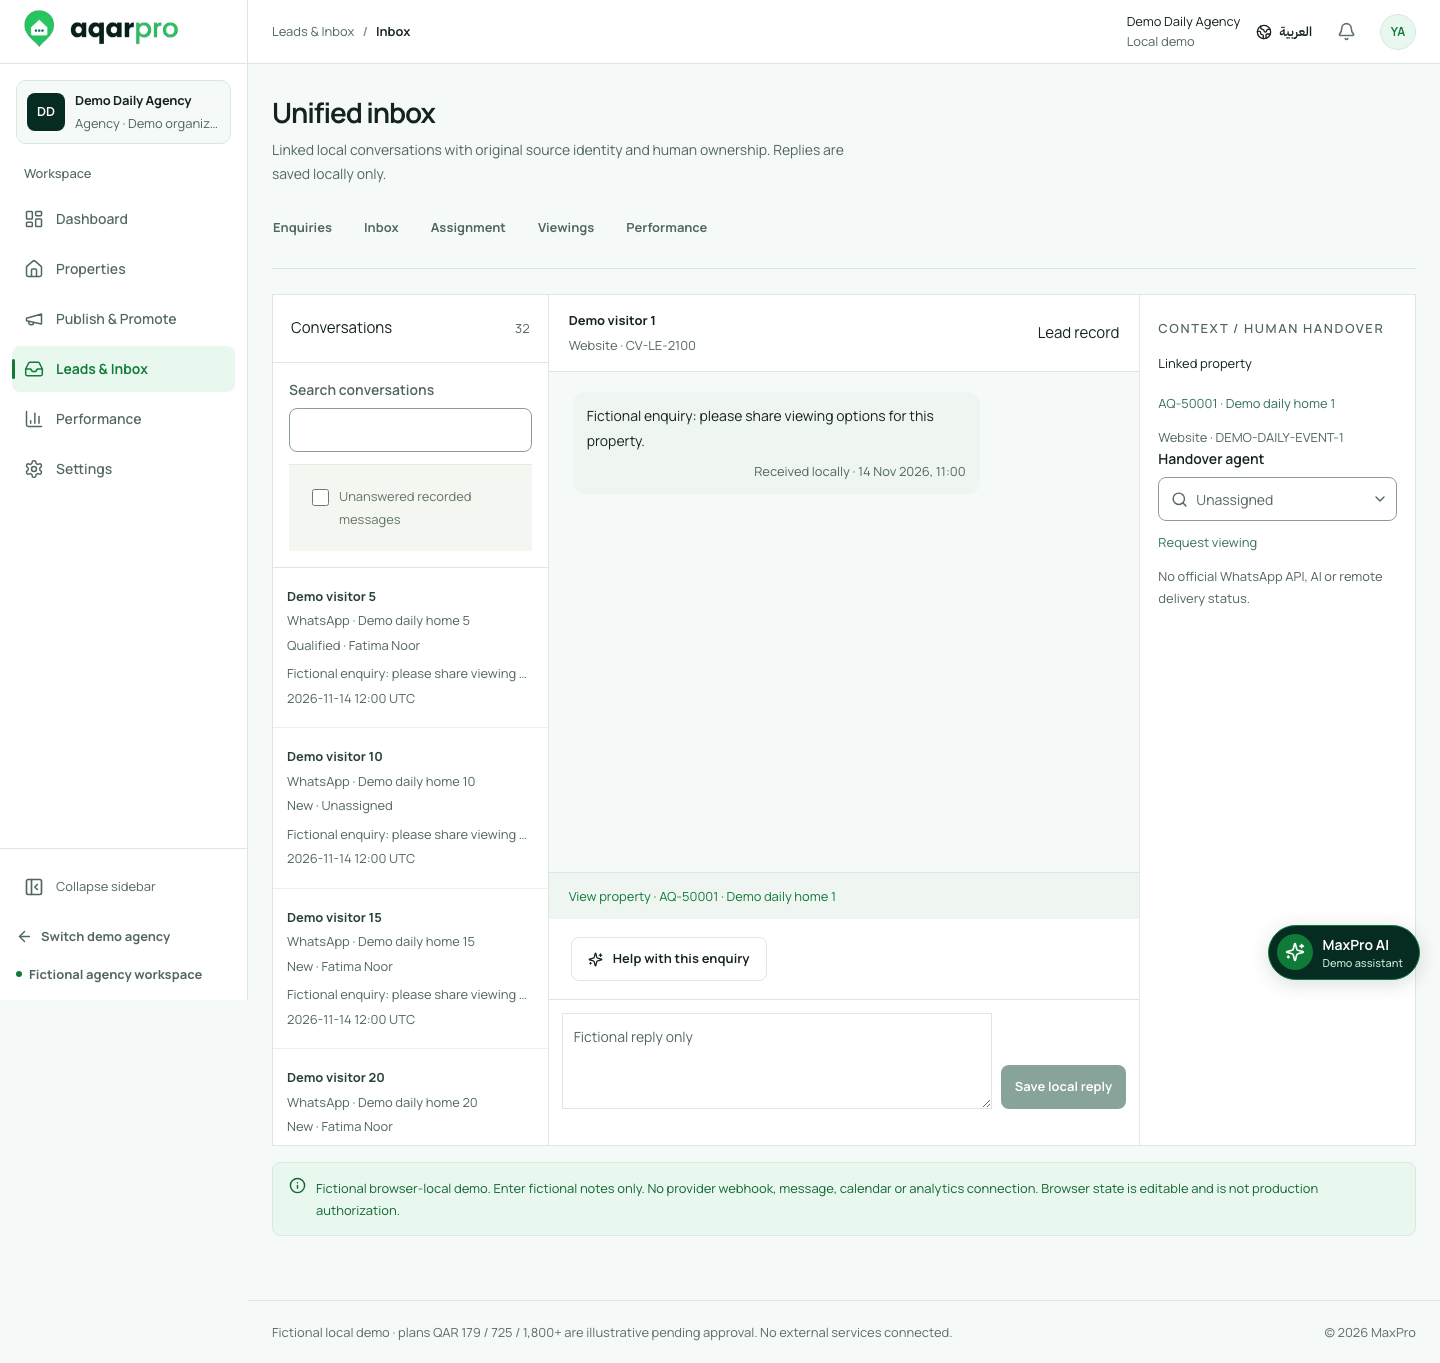 aqarpro
Leads & Inbox / Inbox
Demo Daily Agency
Local demo
العربية
YA
DD
Demo Daily Agency
Agency · Demo organiz...
Workspace
Dashboard
Properties
Publish & Promote
Leads & Inbox
Performance
Settings
Collapse sidebar
Switch demo agency
Fictional agency workspace
Unified inbox
Linked local conversations with original source identity and human ownership. Replies are
saved locally only.
Enquiries Inbox Assignment Viewings Performance
Conversations 32
Search conversations
Unanswered recorded
messages
Demo visitor 5
WhatsApp · Demo daily home 5
Qualified · Fatima Noor
Fictional enquiry: please share viewing ...
2026-11-14 12:00 UTC
Demo visitor 10
WhatsApp · Demo daily home 10
New · Unassigned
Fictional enquiry: please share viewing ...
2026-11-14 12:00 UTC
Demo visitor 15
WhatsApp · Demo daily home 15
New · Fatima Noor
Fictional enquiry: please share viewing ...
2026-11-14 12:00 UTC
Demo visitor 20
WhatsApp · Demo daily home 20
New · Fatima Noor
Demo visitor 1
Website · CV-LE-2100
Lead record
Fictional enquiry: please share viewing options for this
property.
Received locally · 14 Nov 2026, 11:00
View property · AQ-50001 · Demo daily home 1
Help with this enquiry
Fictional reply only
Save local reply
CONTEXT / HUMAN HANDOVER
Linked property
AQ-50001 · Demo daily home 1
Website · DEMO-DAILY-EVENT-1
Handover agent
Unassigned
Request viewing
No official WhatsApp API, AI or remote
delivery status.
MaxPro AI
Demo assistant
Fictional browser-local demo. Enter fictional notes only. No provider webhook, message, calendar or analytics connection. Browser state is editable and is not production
authorization.
Fictional local demo · plans QAR 179 / 725 / 1,800+ are illustrative pending approval. No external services connected.
© 2026 MaxPro